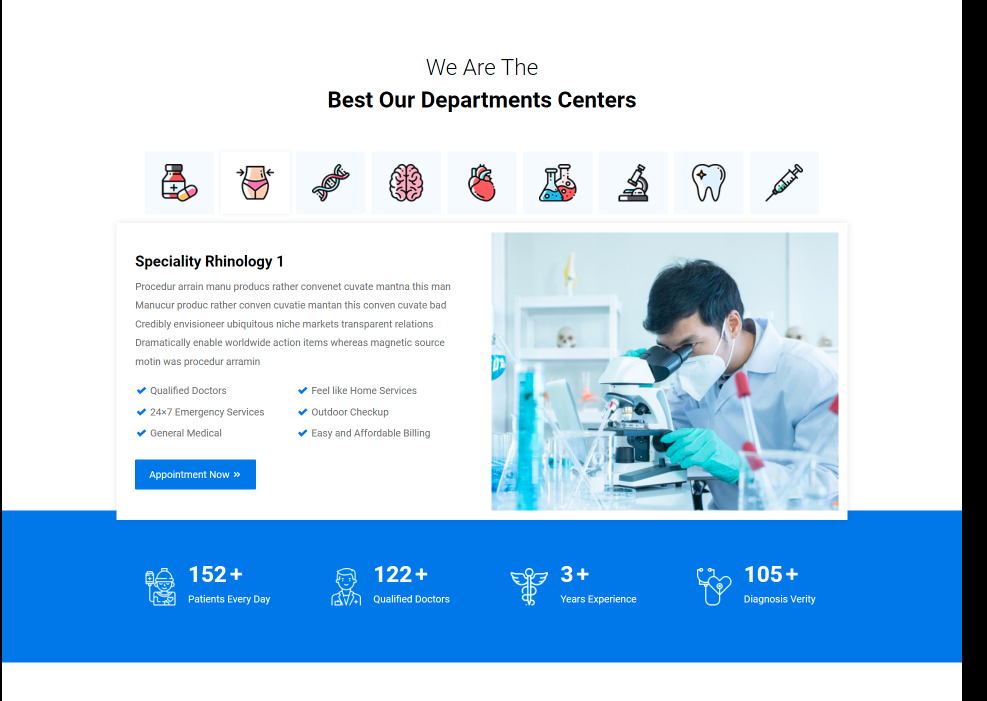 We Are The
Best Our Departments Centers
Speciality Rhinology 1
Procedur arrain manu producs rather convenet cuvate mantna this man
Manucur produc rather conven cuvatie mantan this conven cuvate bad
Credibly envisioneer ubiquitous niche markets transparent relations
Dramatically enable worldwide action items whereas magnetic source
motin was procedur arramin
Qualified Doctors
Feel like Home Services
24×7 Emergency Services
Outdoor Checkup
General Medical
Easy and Affordable Billing
Appointment Now »
152+
Patients Every Day
122+
Qualified Doctors
3+
Years Experience
105+
Diagnosis Verity